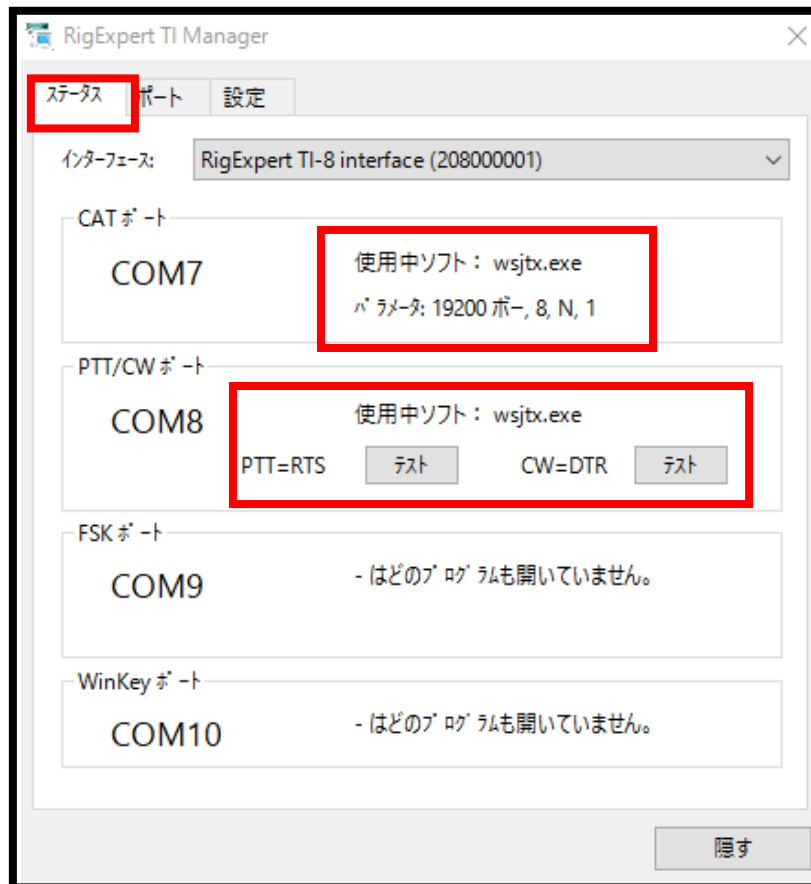 RigExpert TI Manager
ｽﾃｰﾀｽ ﾎﾟｰﾄ 設定
ｲﾝﾀｰﾌｪｰｽ: RigExpert TI-8 interface (208000001)
CAT ﾎﾟｰﾄ
COM7 使用中ソフト： wsjtx.exe
ﾊﾟﾗﾒｰﾀ: 19200 ボー, 8, N, 1
PTT/CW ﾎﾟｰﾄ
COM8 使用中ソフト： wsjtx.exe
PTT=RTS ﾃｽﾄ CW=DTR ﾃｽﾄ
FSK ﾎﾟｰﾄ
COM9 - はどのﾌﾟﾛｸﾞﾗﾑも開いていません。
WinKey ﾎﾟｰﾄ
COM10 - はどのﾌﾟﾛｸﾞﾗﾑも開いていません。
隠す